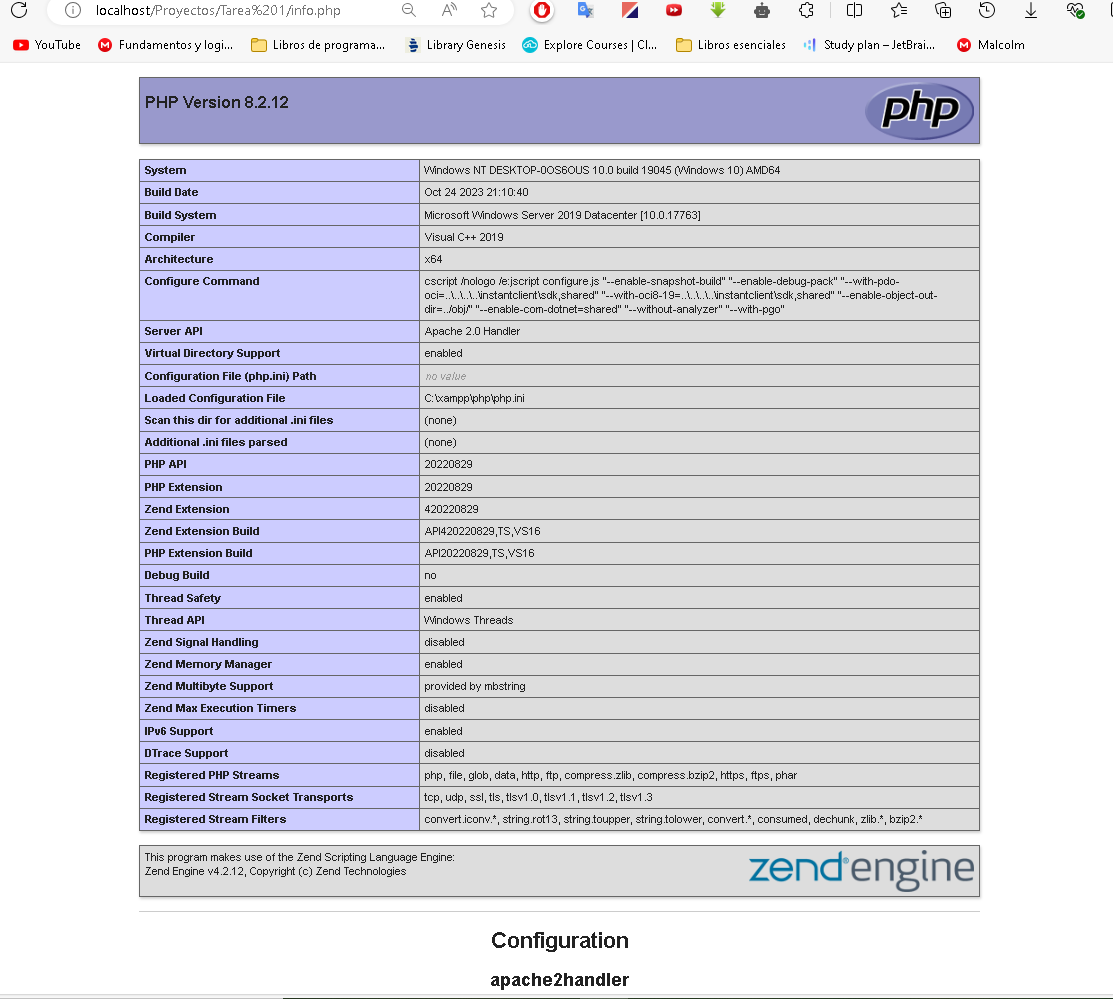 localhost/Proyectos/Tarea%201/info.php
YouTube
Fundamentos y logi...
Libros de programa...
Library Genesis
Explore Courses | Cl...
Libros esenciales
Study plan – JetBrai...
Malcolm
PHP Version 8.2.12
php
System Windows NT DESKTOP-0OS6OUS 10.0 build 19045 (Windows 10) AMD64
Build Date Oct 24 2023 21:10:40
Build System Microsoft Windows Server 2019 Datacenter [10.0.17763]
Compiler Visual C++ 2019
Architecture x64
Configure Command cscript /nologo /e:jscript configure.js "--enable-snapshot-build" "--enable-debug-pack" "--with-pdo-
oci=..\..\..\..\instantclient\sdk,shared" "--with-oci8-19=..\..\..\..\instantclient\sdk,shared" "--enable-object-out-
dir=../obj/" "--enable-com-dotnet=shared" "--without-analyzer" "--with-pgo"
Server API Apache 2.0 Handler
Virtual Directory Support enabled
Configuration File (php.ini) Path no value
Loaded Configuration File C:\xampp\php\php.ini
Scan this dir for additional .ini files (none)
Additional .ini files parsed (none)
PHP API 20220829
PHP Extension 20220829
Zend Extension 420220829
Zend Extension Build API420220829,TS,VS16
PHP Extension Build API20220829,TS,VS16
Debug Build no
Thread Safety enabled
Thread API Windows Threads
Zend Signal Handling disabled
Zend Memory Manager enabled
Zend Multibyte Support provided by mbstring
Zend Max Execution Timers disabled
IPv6 Support enabled
DTrace Support disabled
Registered PHP Streams php, file, glob, data, http, ftp, compress.zlib, compress.bzip2, https, ftps, phar
Registered Stream Socket Transports tcp, udp, ssl, tls, tlsv1.0, tlsv1.1, tlsv1.2, tlsv1.3
Registered Stream Filters convert.iconv.*, string.rot13, string.toupper, string.tolower, convert.*, consumed, dechunk, zlib.*, bzip2.*
This program makes use of the Zend Scripting Language Engine:
Zend Engine v4.2.12, Copyright (c) Zend Technologies
zend® engine
Configuration
apache2handler